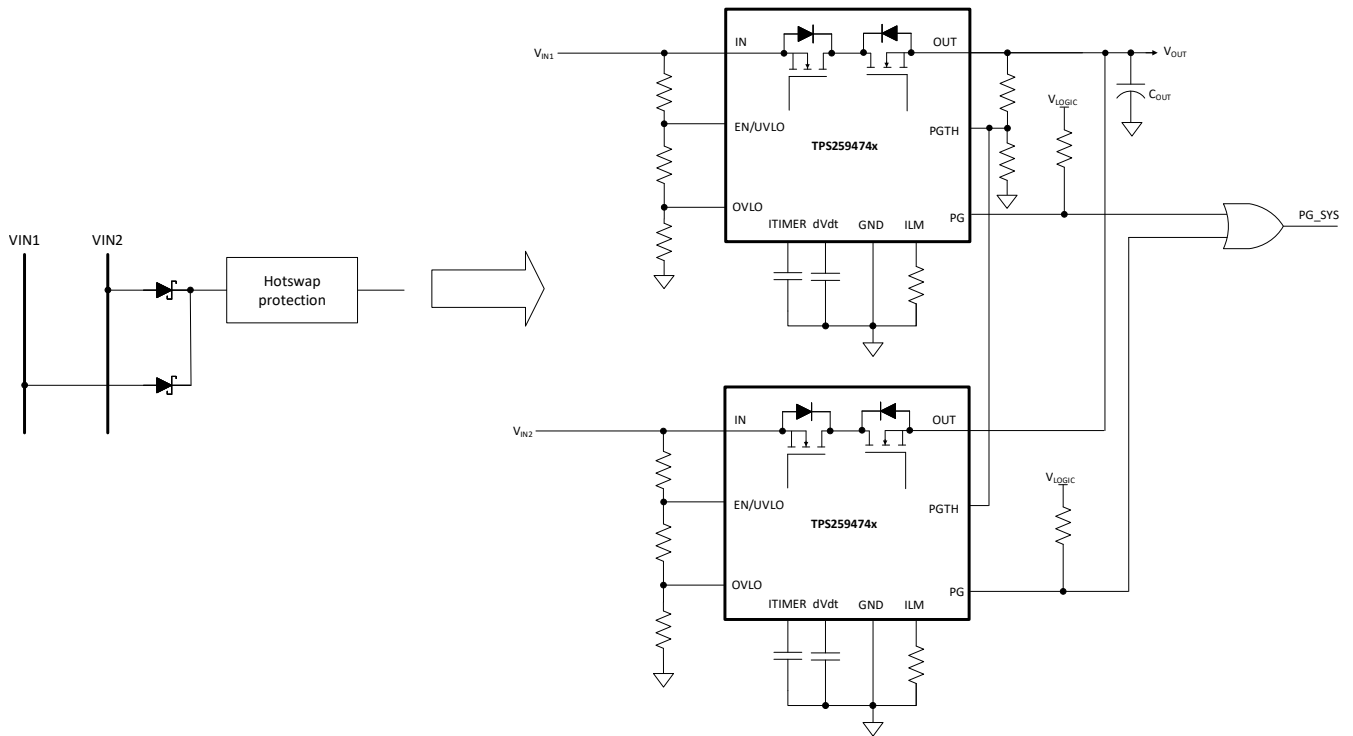 VIN1 VIN2
Hotswap
protection
VIN1
IN OUT
VOUT
COUT
EN/UVLO
VLOGIC
PGTH
TPS259474x
OVLO
PG
PG_SYS
ITIMER dVdt GND ILM
VIN2
IN OUT
EN/UVLO
VLOGIC
PGTH
TPS259474x
OVLO
PG
ITIMER dVdt GND ILM